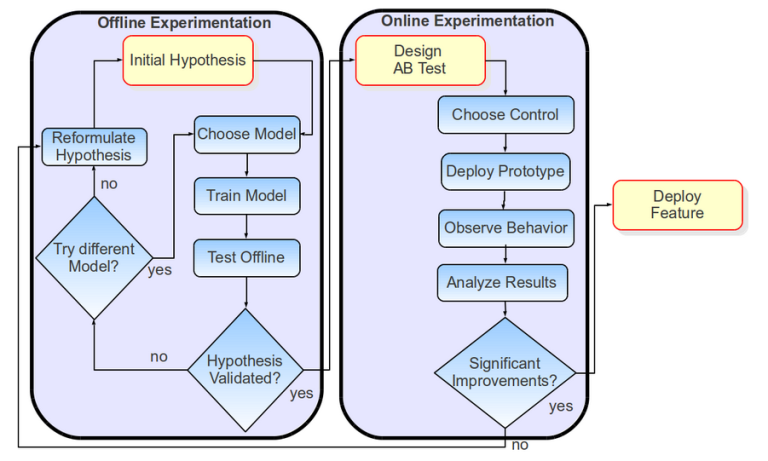 Offline Experimentation
Initial Hypothesis
Reformulate
Hypothesis
Choose Model
no
Train Model
Try different
Model?
yes
Test Offline
no
Hypothesis
Validated?
yes
Online Experimentation
Design
AB Test
Choose Control
Deploy Prototype
Observe Behavior
Analyze Results
Significant
Improvements?
yes
no
Deploy
Feature